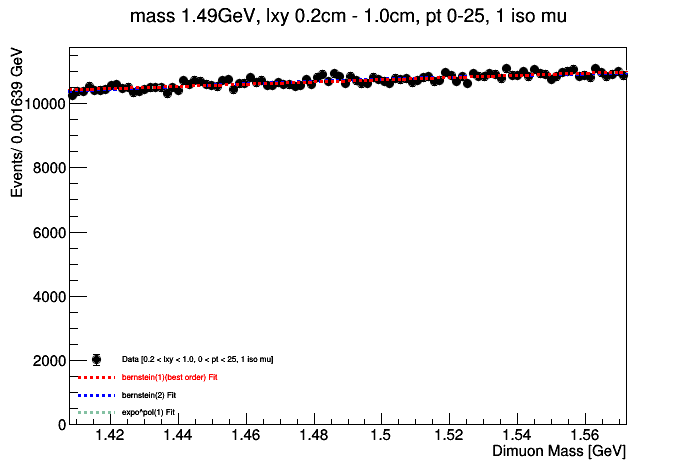 mass 1.49GeV, lxy 0.2cm - 1.0cm, pt 0-25, 1 iso mu
Events/ 0.001639 GeV
10000
8000
6000
4000
2000
0
Data [0.2 < lxy < 1.0, 0 < pt < 25, 1 iso mu]
bernstein(1)(best order) Fit
bernstein(2) Fit
expo^pol(1) Fit
1.42 1.44 1.46 1.48 1.5 1.52 1.54 1.56
Dimuon Mass [GeV]